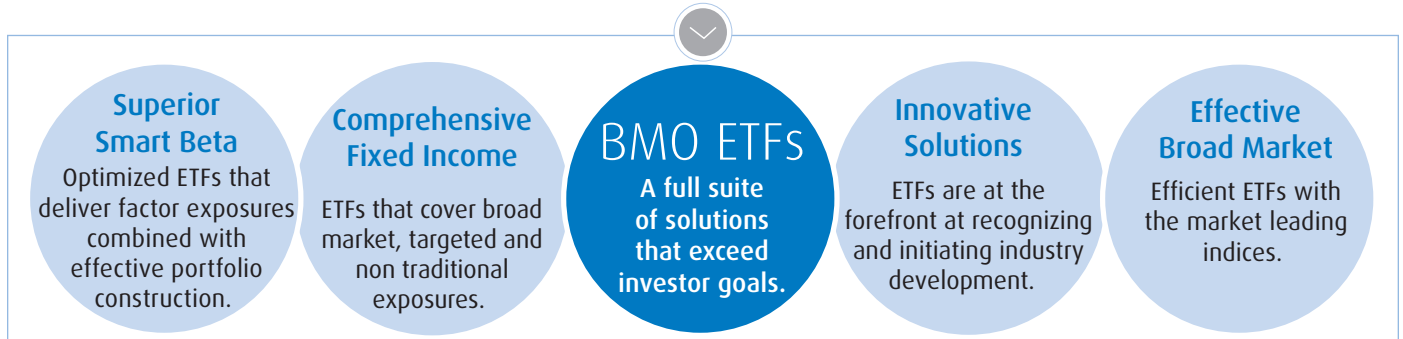 Superior
Smart Beta
Optimized ETFs that
deliver factor exposures
combined with
effective portfolio
construction.
Comprehensive
Fixed Income
ETFs that cover broad
market, targeted and
non traditional
exposures.
BMO ETFs
A full suite
of solutions
that exceed
investor goals.
Innovative
Solutions
ETFs are at the
forefront at recognizing
and initiating industry
development.
Effective
Broad Market
Efficient ETFs with
the market leading
indices.